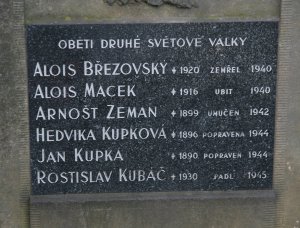 OBĚTI DRUHÉ SVĚTOVÉ VÁLKY
ALOIS BŘEZOVSKÝ * 1920 ZEMŘEL 1940
ALOIS MACEK * 1916 UBIT 1940
ARNOŠT ZEMAN * 1899 UMUČEN 1942
HEDVIKA KUPKOVÁ * 1896 POPRAVENA 1944
JAN KUPKA * 1890 POPRAVEN 1944
ROSTISLAV KUBÁČ * 1930 PADL 1945